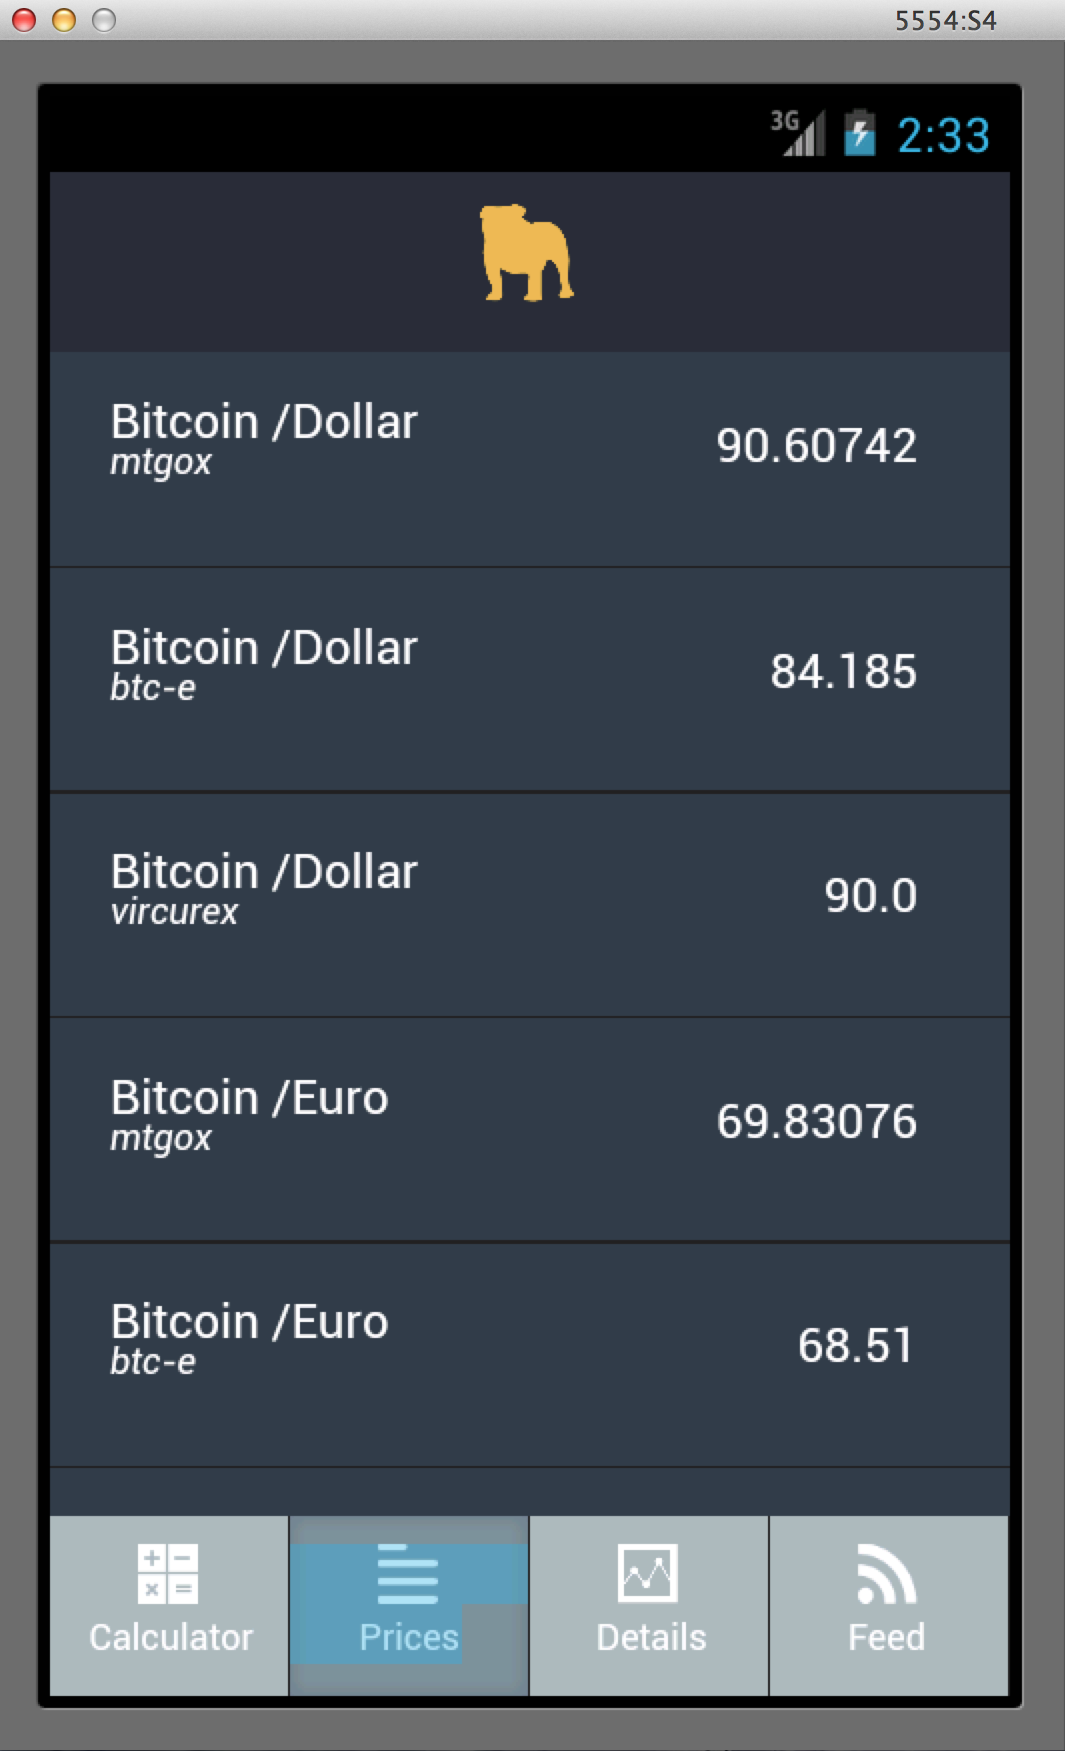 5554:S4
3G 2:33
Bitcoin /Dollar
mtgox
90.60742
Bitcoin /Dollar
btc-e
84.185
Bitcoin /Dollar
vircurex
90.0
Bitcoin /Euro
mtgox
69.83076
Bitcoin /Euro
btc-e
68.51
Calculator Prices Details Feed